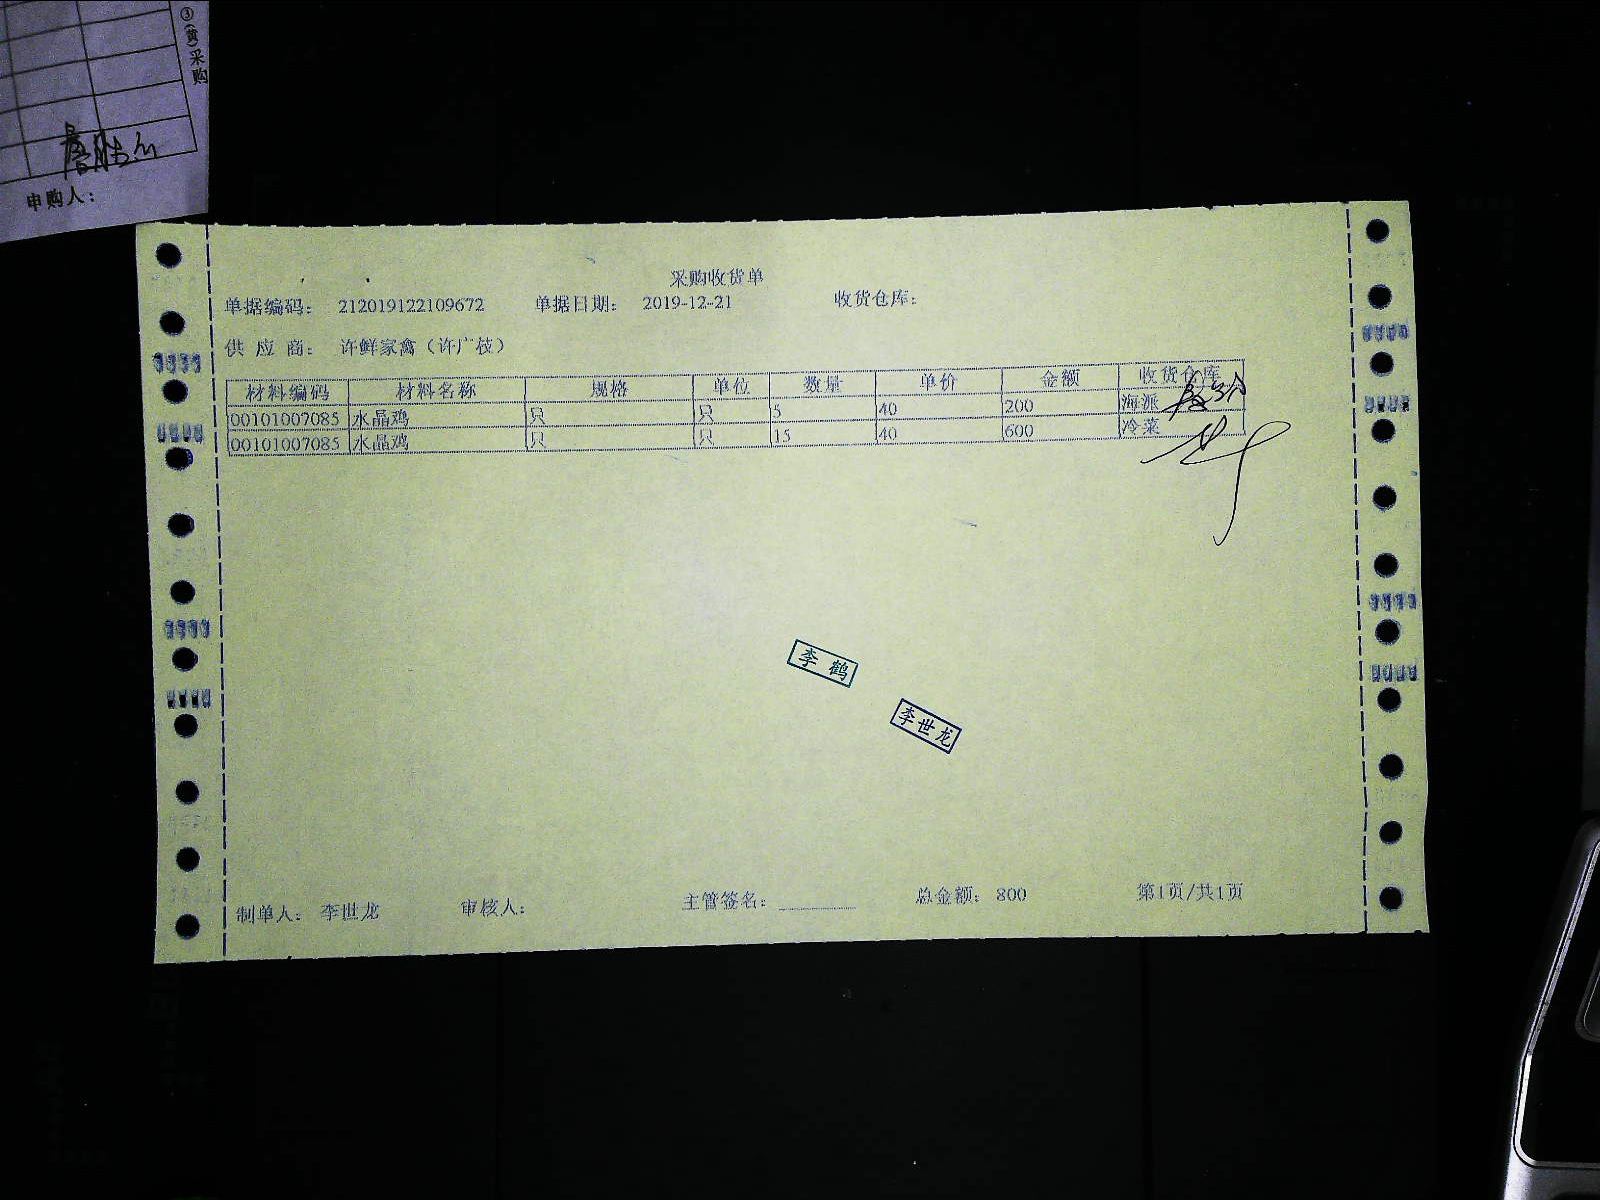 ③(黄)采购
申购人：
采购收货单
单据编码： 212019122109672 单据日期： 2019-12-21 收货仓库：
供 应 商： 许鲜家禽（许广枝）
材料编码 材料名称 规格 单位 数量 单价 金额 收货仓库
00101007085 水晶鸡 只 只 5 40 200 海派
00101007085 水晶鸡 只 只 15 40 600 冷菜
李 鹤
李世龙
制单人： 李世龙 审核人： 主管签名： 总金额： 800 第1页/共1页